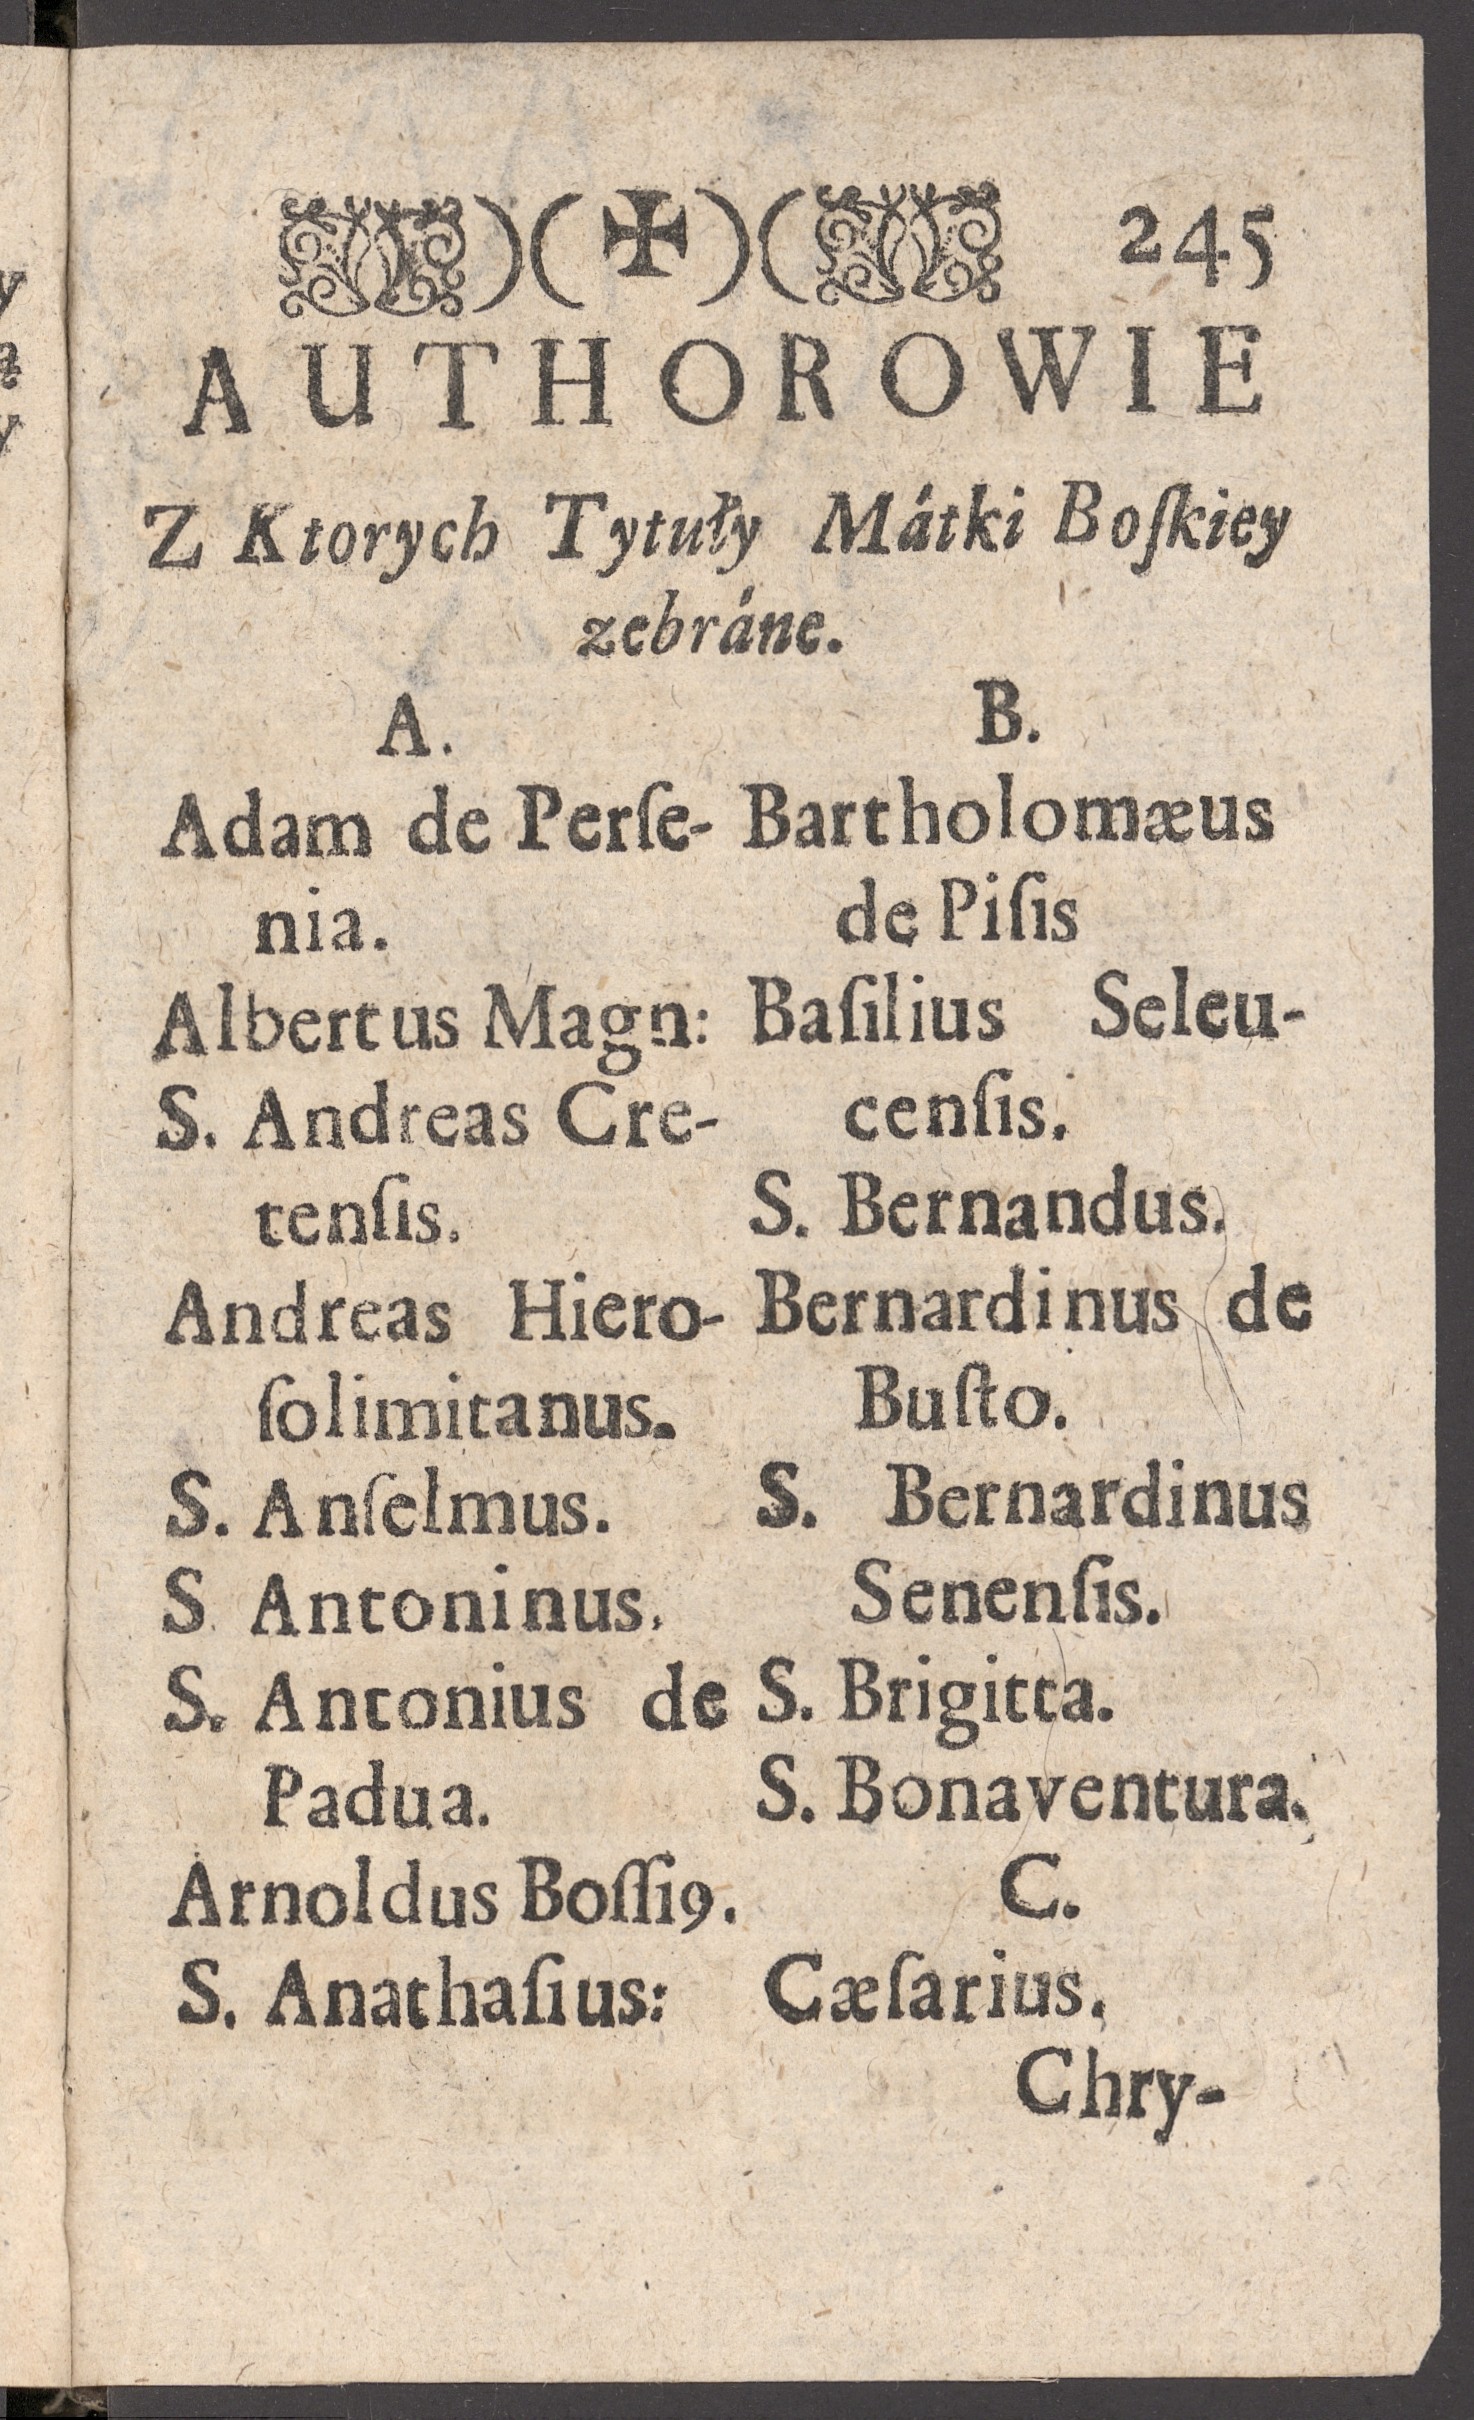 )( ✠ )( 245
AUTHOROWIE
Z Ktorych Tytuły Mátki Boſkiey
zebráne.
A.
Adam de Perſe-
nia.
Albertus Magn:
S. Andreas Cre-
tenſis.
Andreas Hiero-
ſolimitanus.
S. Anſelmus.
S. Antoninus.
S. Antonius de
Padua.
Arnoldus Boſſi9.
S. Anathaſius:
B.
Bartholomæus
de Piſis
Baſilius Seleu-
cenſis.
S. Bernandus.
Bernardinus de
Buſto.
S. Bernardinus
Senenſis.
S. Brigitta.
S. Bonaventura.
C.
Cæſarius.
Chry-